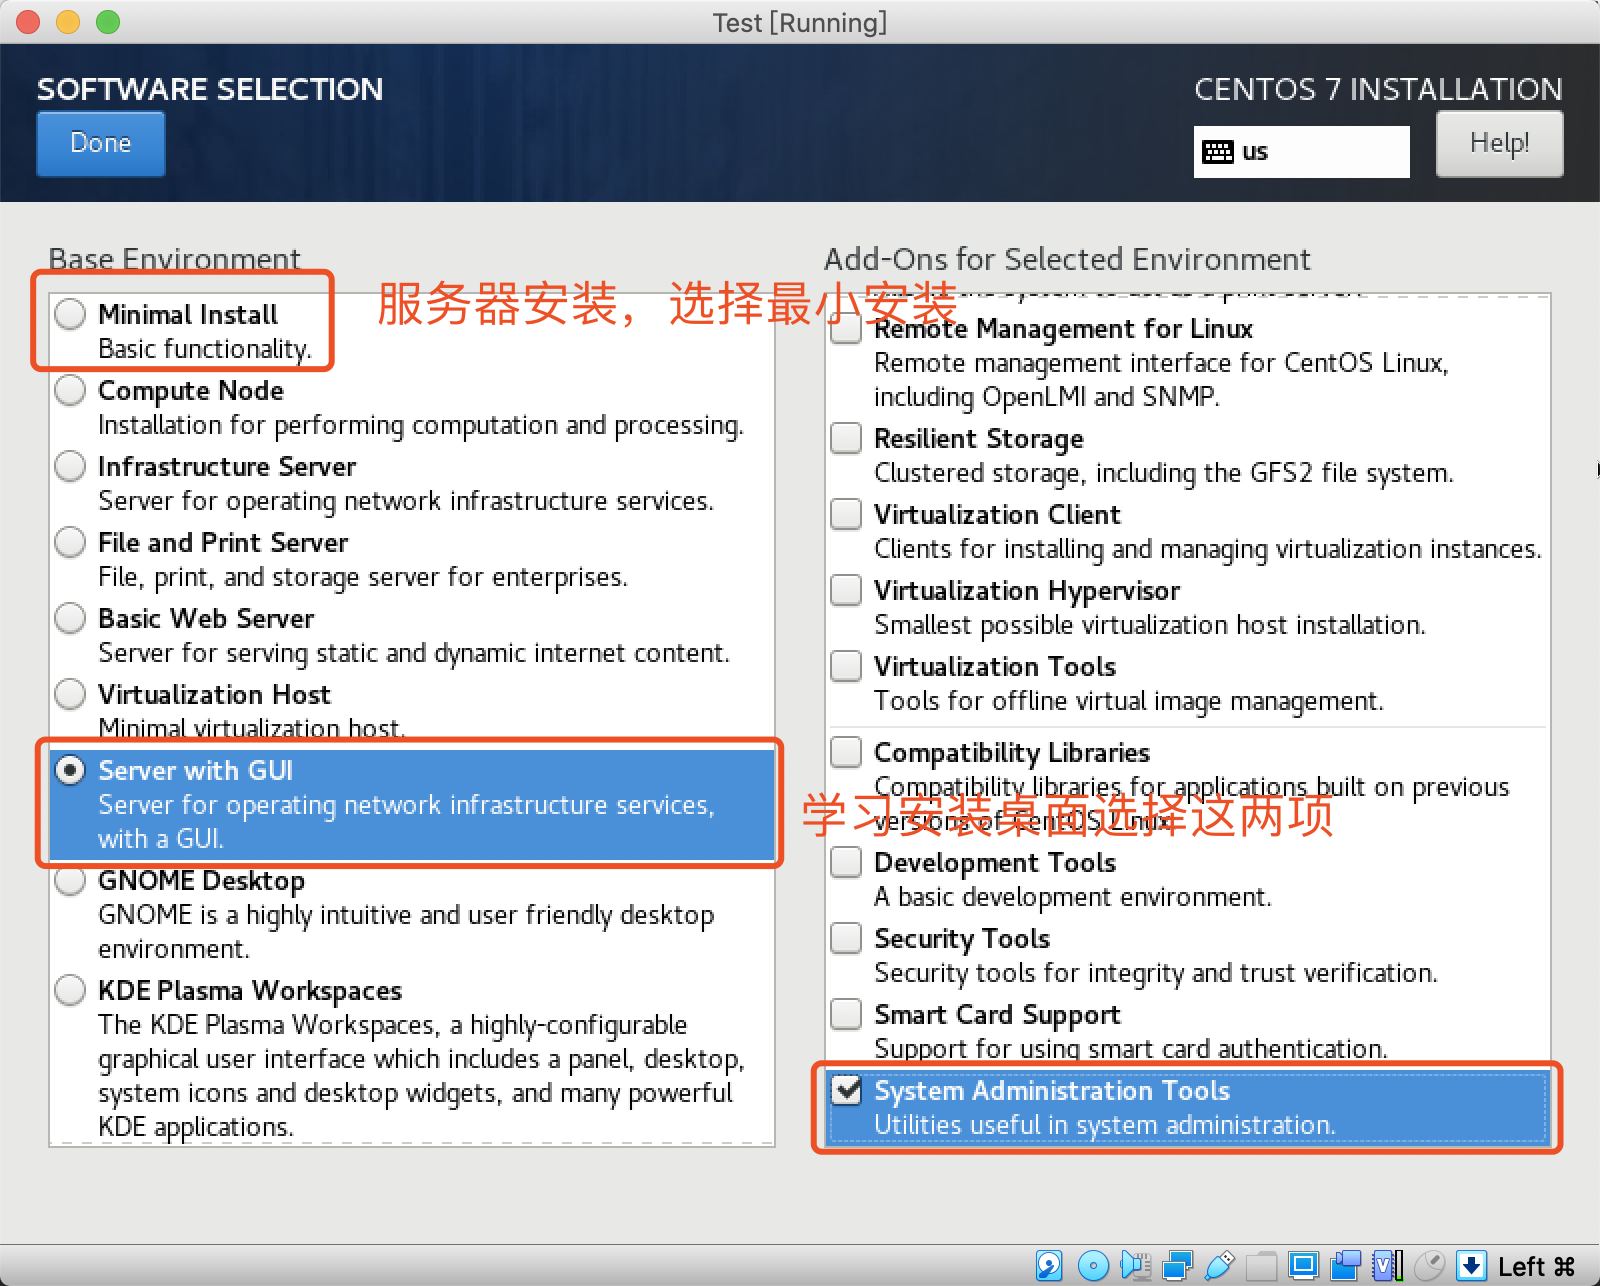 Test [Running]
SOFTWARE SELECTION
CENTOS 7 INSTALLATION
Done
us
Help!
Base Environment
Minimal Install
Basic functionality.
服务器安装，选择最小安装
Compute Node
Installation for performing computation and processing.
Infrastructure Server
Server for operating network infrastructure services.
File and Print Server
File, print, and storage server for enterprises.
Basic Web Server
Server for serving static and dynamic internet content.
Virtualization Host
Minimal virtualization host.
Server with GUI
Server for operating network infrastructure services,
with a GUI.
GNOME Desktop
GNOME is a highly intuitive and user friendly desktop
environment.
KDE Plasma Workspaces
The KDE Plasma Workspaces, a highly-configurable
graphical user interface which includes a panel, desktop,
system icons and desktop widgets, and many powerful
KDE applications.
Add-Ons for Selected Environment
Remote Management for Linux
Remote management interface for CentOS Linux,
including OpenLMI and SNMP.
Resilient Storage
Clustered storage, including the GFS2 file system.
Virtualization Client
Clients for installing and managing virtualization instances.
Virtualization Hypervisor
Smallest possible virtualization host installation.
Virtualization Tools
Tools for offline virtual image management.
Compatibility Libraries
Compatibility libraries for applications built on previous
versions of CentOS Linux.
学习安装桌面选择这两项
Development Tools
A basic development environment.
Security Tools
Security tools for integrity and trust verification.
Smart Card Support
Support for using smart card authentication.
System Administration Tools
Utilities useful in system administration.
Left ⌘